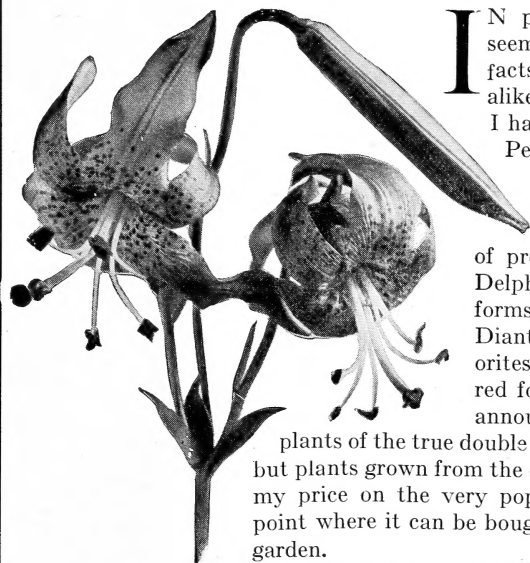 IN p
seem
facts
alike
I ha
Pe
of pr
Delph
forms
Diant
orites
red fo
annou
plants of the true double
but plants grown from the
my price on the very pop
point where it can be boug
garden.